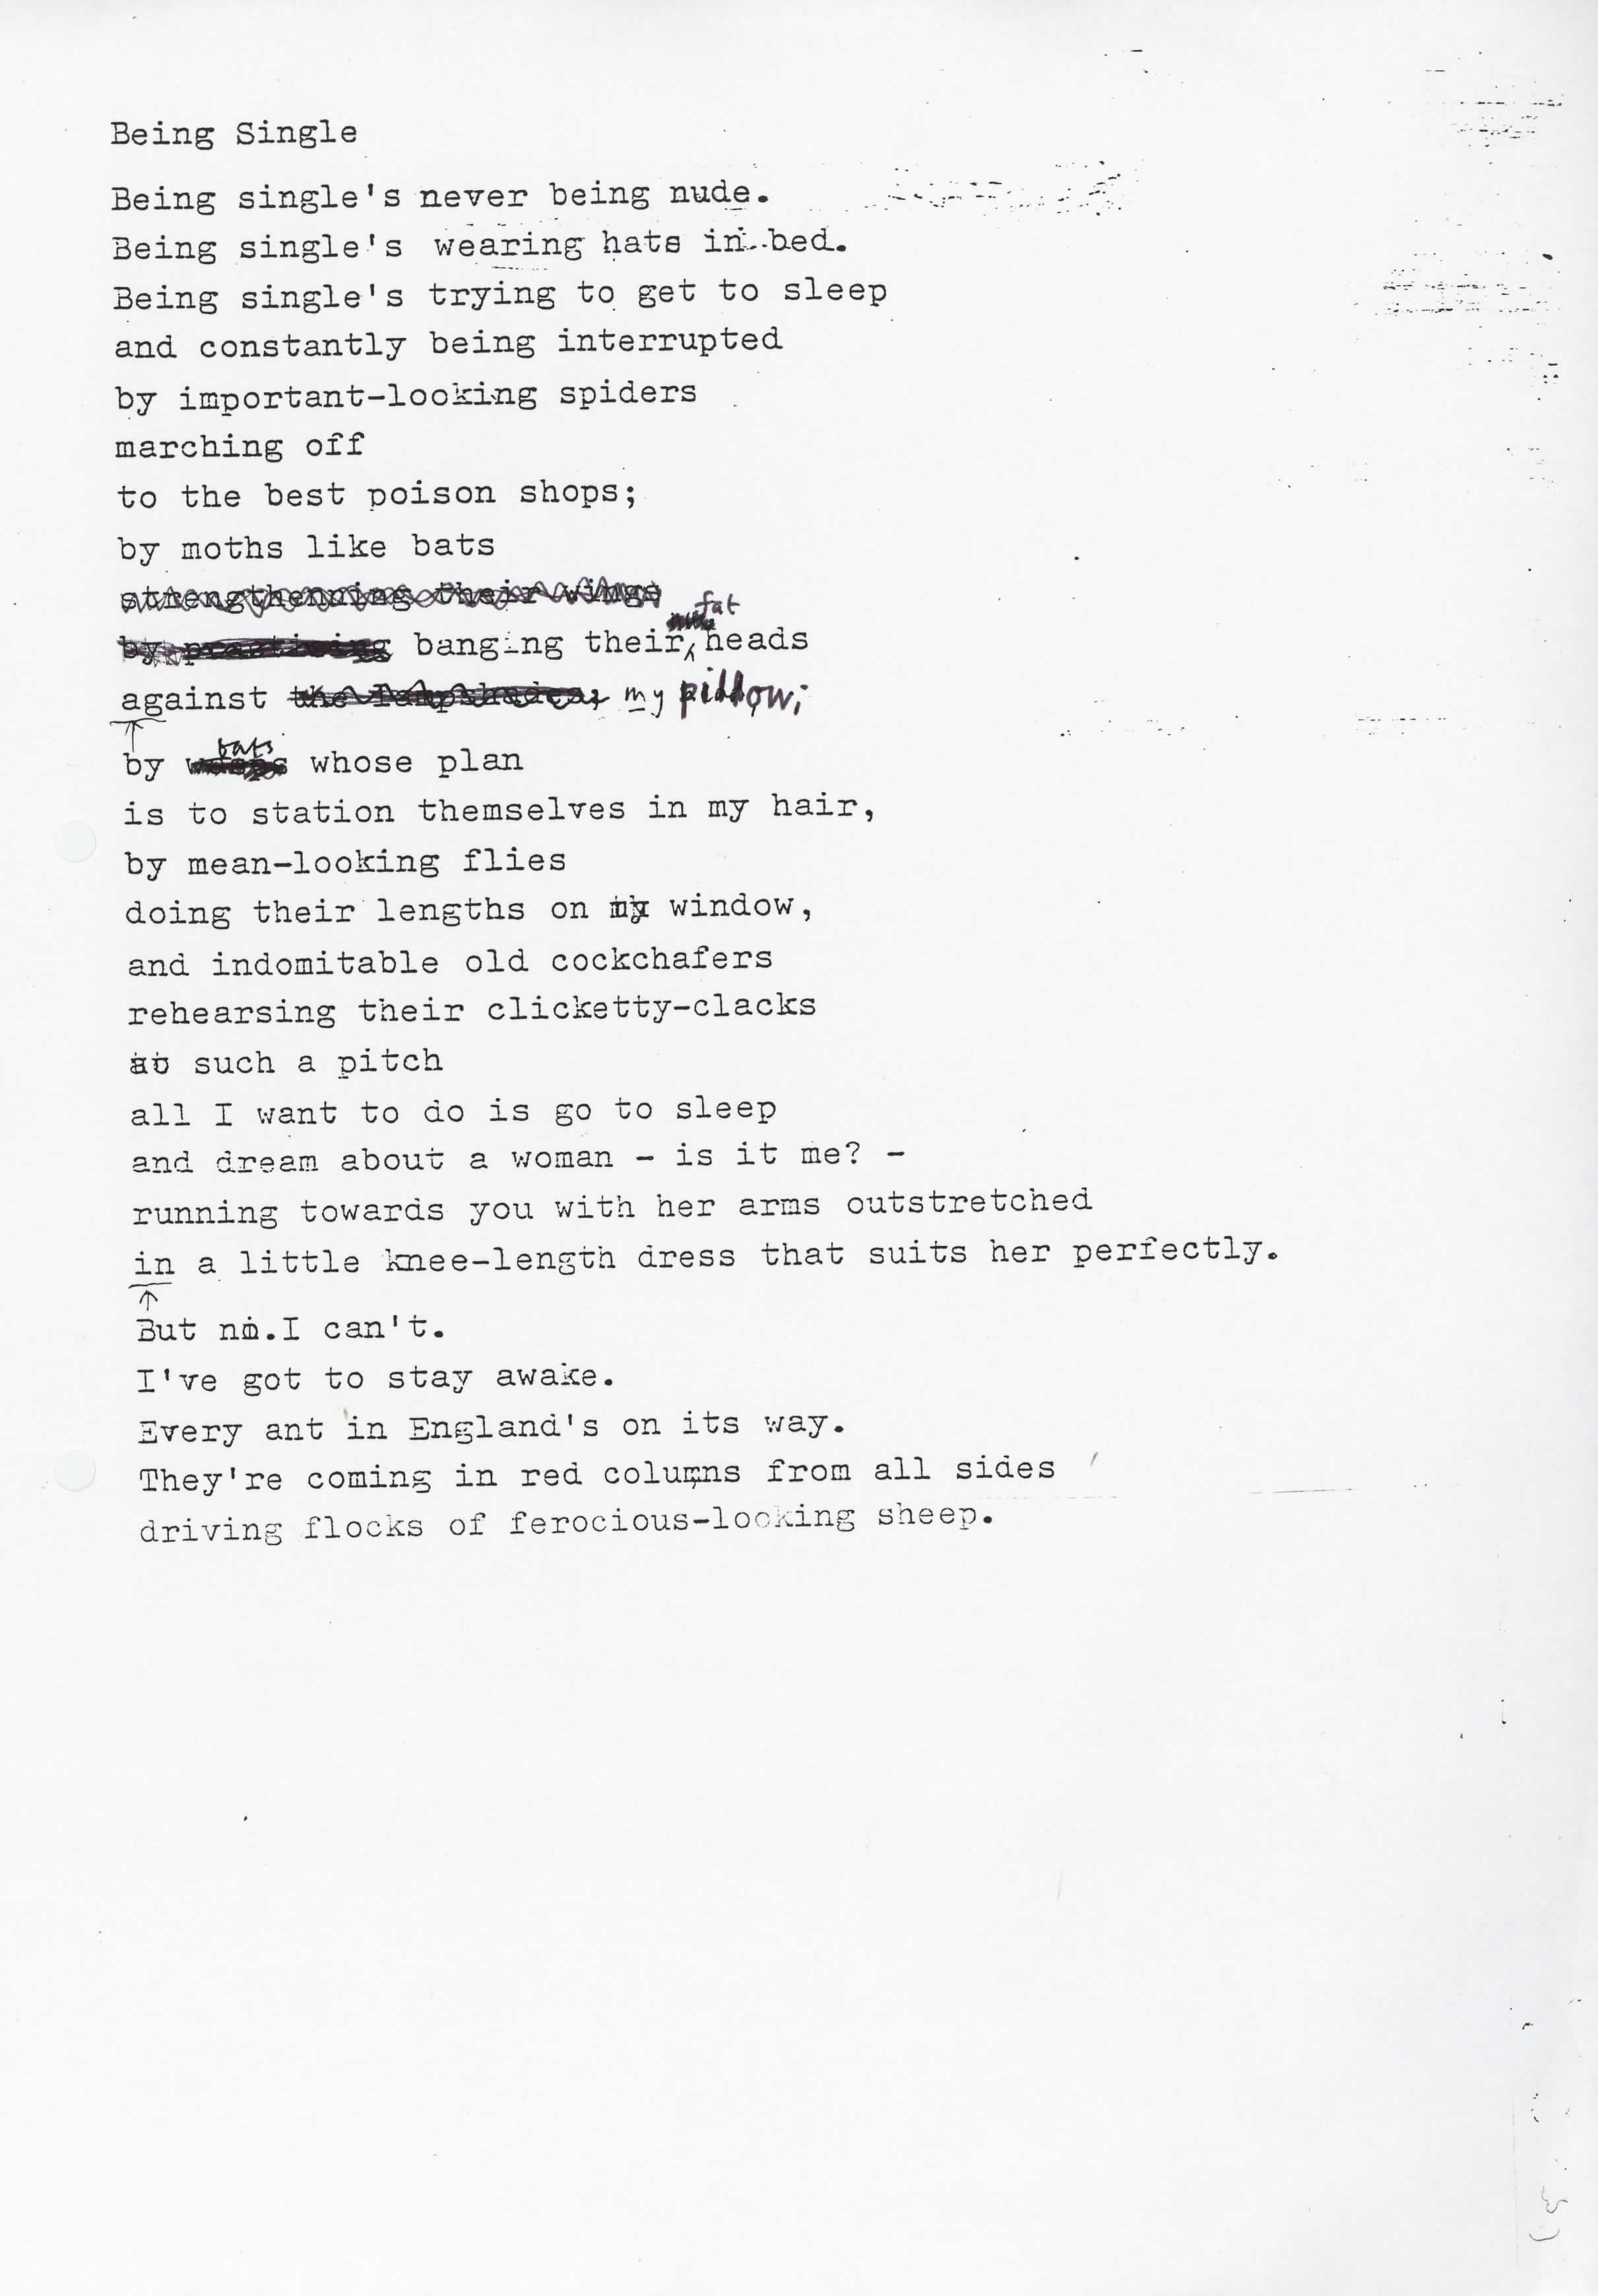 Being Single
Being single's never being nude.
Being single's wearing hats in bed.
Being single's trying to get to sleep
and constantly being interrupted
by important-looking spiders
marching off
to the best poison shops;
by moths like bats
strengthenning their wings
fat
by practising banging their heads
against the lampshades; my pillow;
bats
by whose plan
is to station themselves in my hair,
by mean-looking flies
doing their lengths on my window,
and indomitable old cockchafers
rehearsing their clicketty-clacks
at such a pitch
all I want to do is go to sleep
and dream about a woman - is it me? -
running towards you with her arms outstretched
in a little knee-length dress that suits her perfectly.
But no.I can't.
I've got to stay awake.
Every ant in England's on its way.
They're coming in red columns from all sides
driving flocks of ferocious-looking sheep.